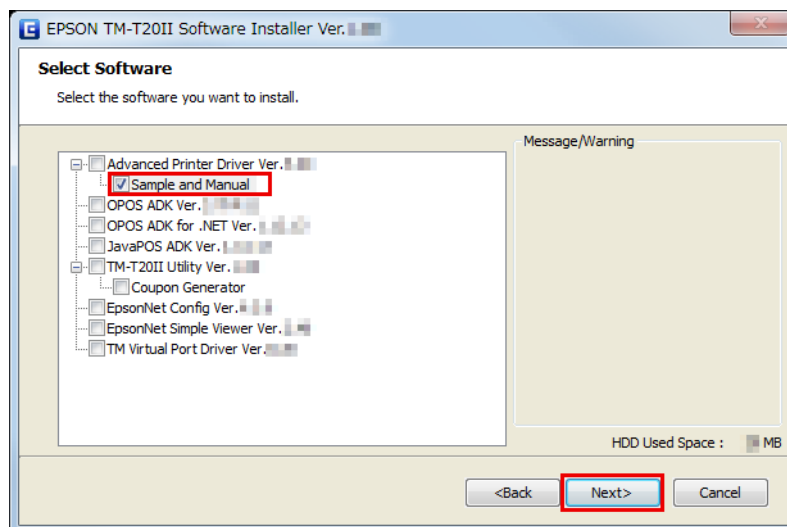 EPSON TM-T20II Software Installer Ver.
Select Software
Select the software you want to install.
Message/Warning
Advanced Printer Driver Ver.
Sample and Manual
OPOS ADK Ver.
OPOS ADK for .NET Ver.
JavaPOS ADK Ver.
TM-T20II Utility Ver.
Coupon Generator
EpsonNet Config Ver.
EpsonNet Simple Viewer Ver.
TM Virtual Port Driver Ver.
HDD Used Space : MB
<Back Next> Cancel